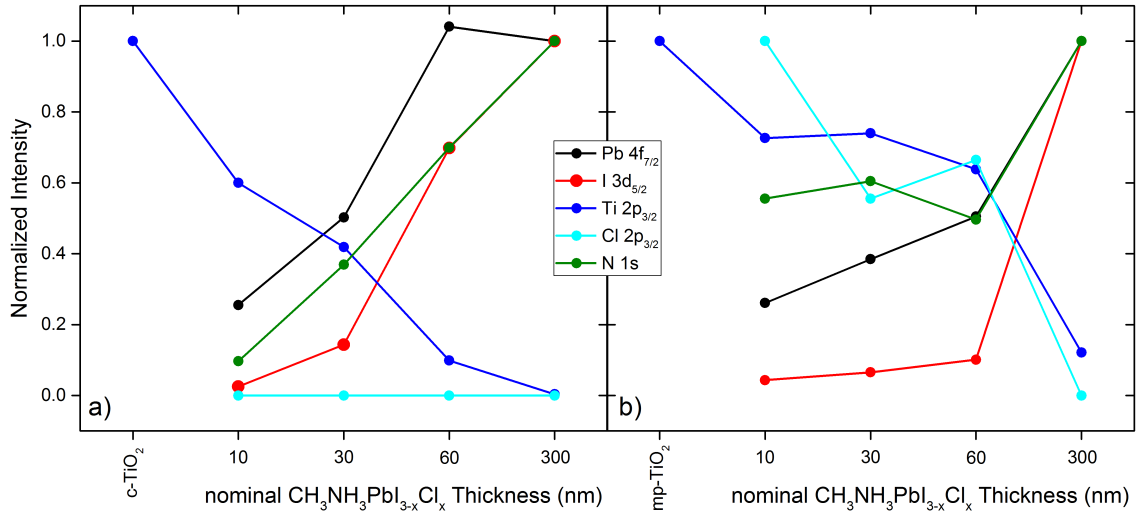 1.0
0.8
0.6
0.4
0.2
0.0
Normalized Intensity
a)
b)
Pb 4f7/2
I 3d5/2
Ti 2p3/2
Cl 2p3/2
N 1s
c-TiO2
10
30
60
300
mp-TiO2
10
30
60
300
nominal CH3NH3PbI3-xClx Thickness (nm)
nominal CH3NH3PbI3-xClx Thickness (nm)